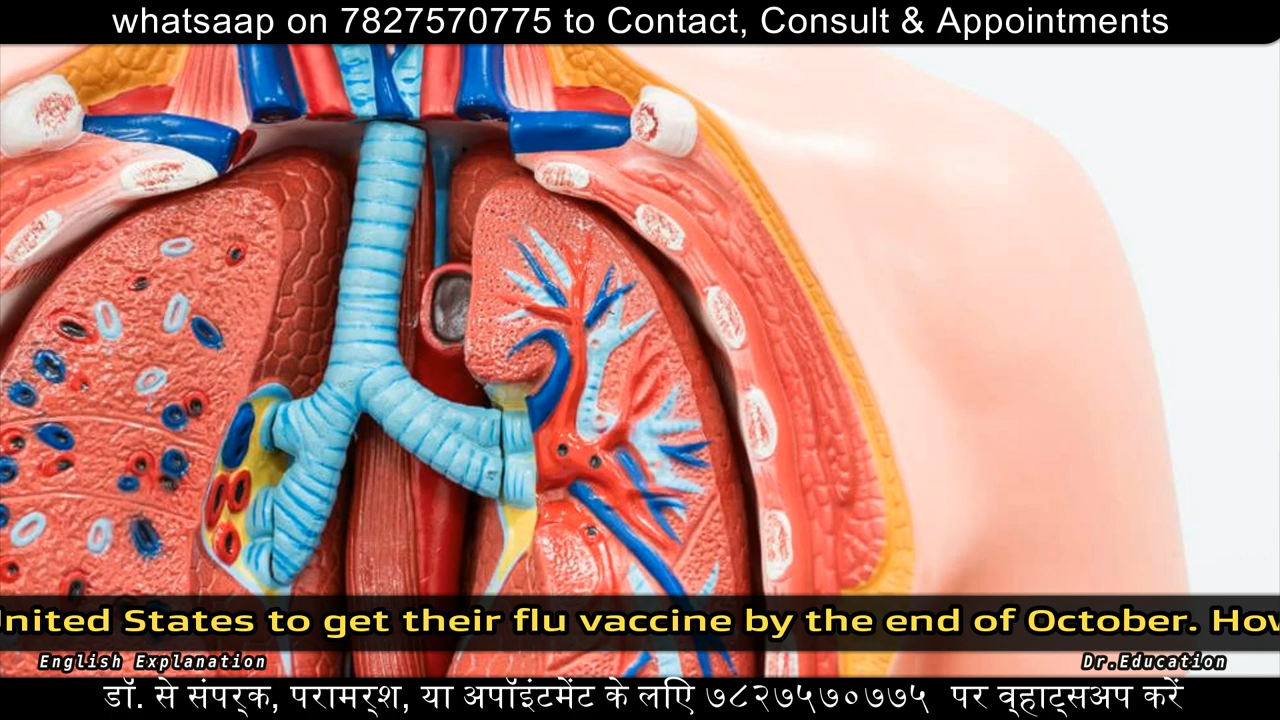 whatsaap on 7827570775 to Contact, Consult & Appointments
United States to get their flu vaccine by the end of October.
English Explanation
Dr.Education
डॉ. से संपर्क, परामर्श, या अपॉइंटमेंट के लिए ७८२७५७०७७५ पर व्हाट्सअप करें